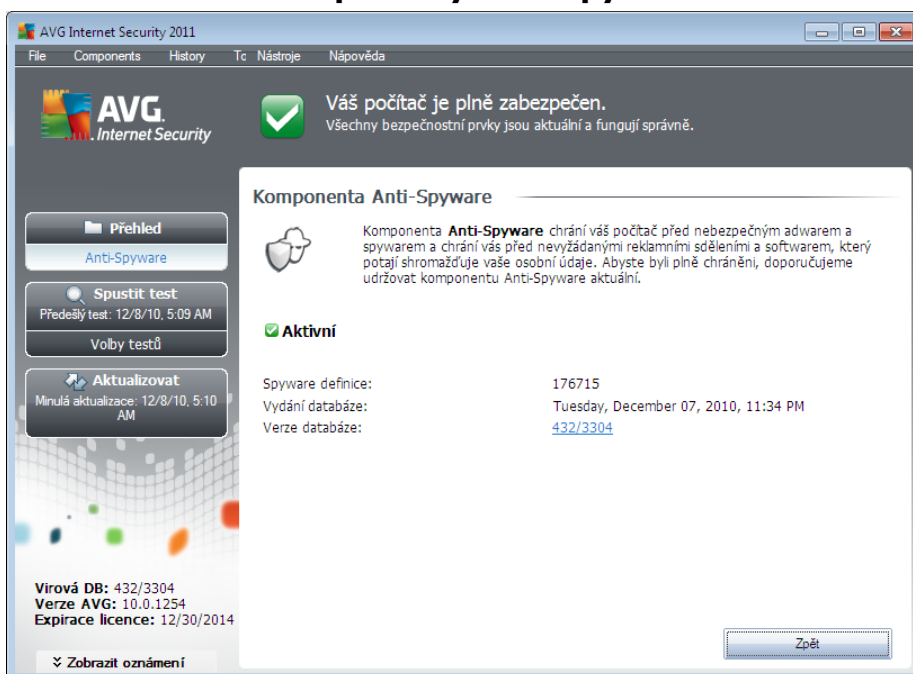 AVG Internet Security 2011
File Components History Tc Nástroje Nápověda
AVG.
Internet Security
Váš počítač je plně zabezpečen.
Všechny bezpečnostní prvky jsou aktuální a fungují správně.
Přehled
Anti-Spyware
Spustit test
Předešlý test: 12/8/10, 5:09 AM
Volby testů
Aktualizovat
Minulá aktualizace: 12/8/10, 5:10
AM
Virová DB: 432/3304
Verze AVG: 10.0.1254
Expirace licence: 12/30/2014
Zobrazit oznámení
Komponenta Anti-Spyware
Komponenta Anti-Spyware chrání váš počítač před nebezpečným adwarem a
spywarem a chrání vás před nevyžádanými reklamními sděleními a softwarem, který
potají shromažďuje vaše osobní údaje. Abyste byli plně chráněni, doporučujeme
udržovat komponentu Anti-Spyware aktuální.
Aktivní
Spyware definice: 176715
Vydání databáze: Tuesday, December 07, 2010, 11:34 PM
Verze databáze: 432/3304
Zpět